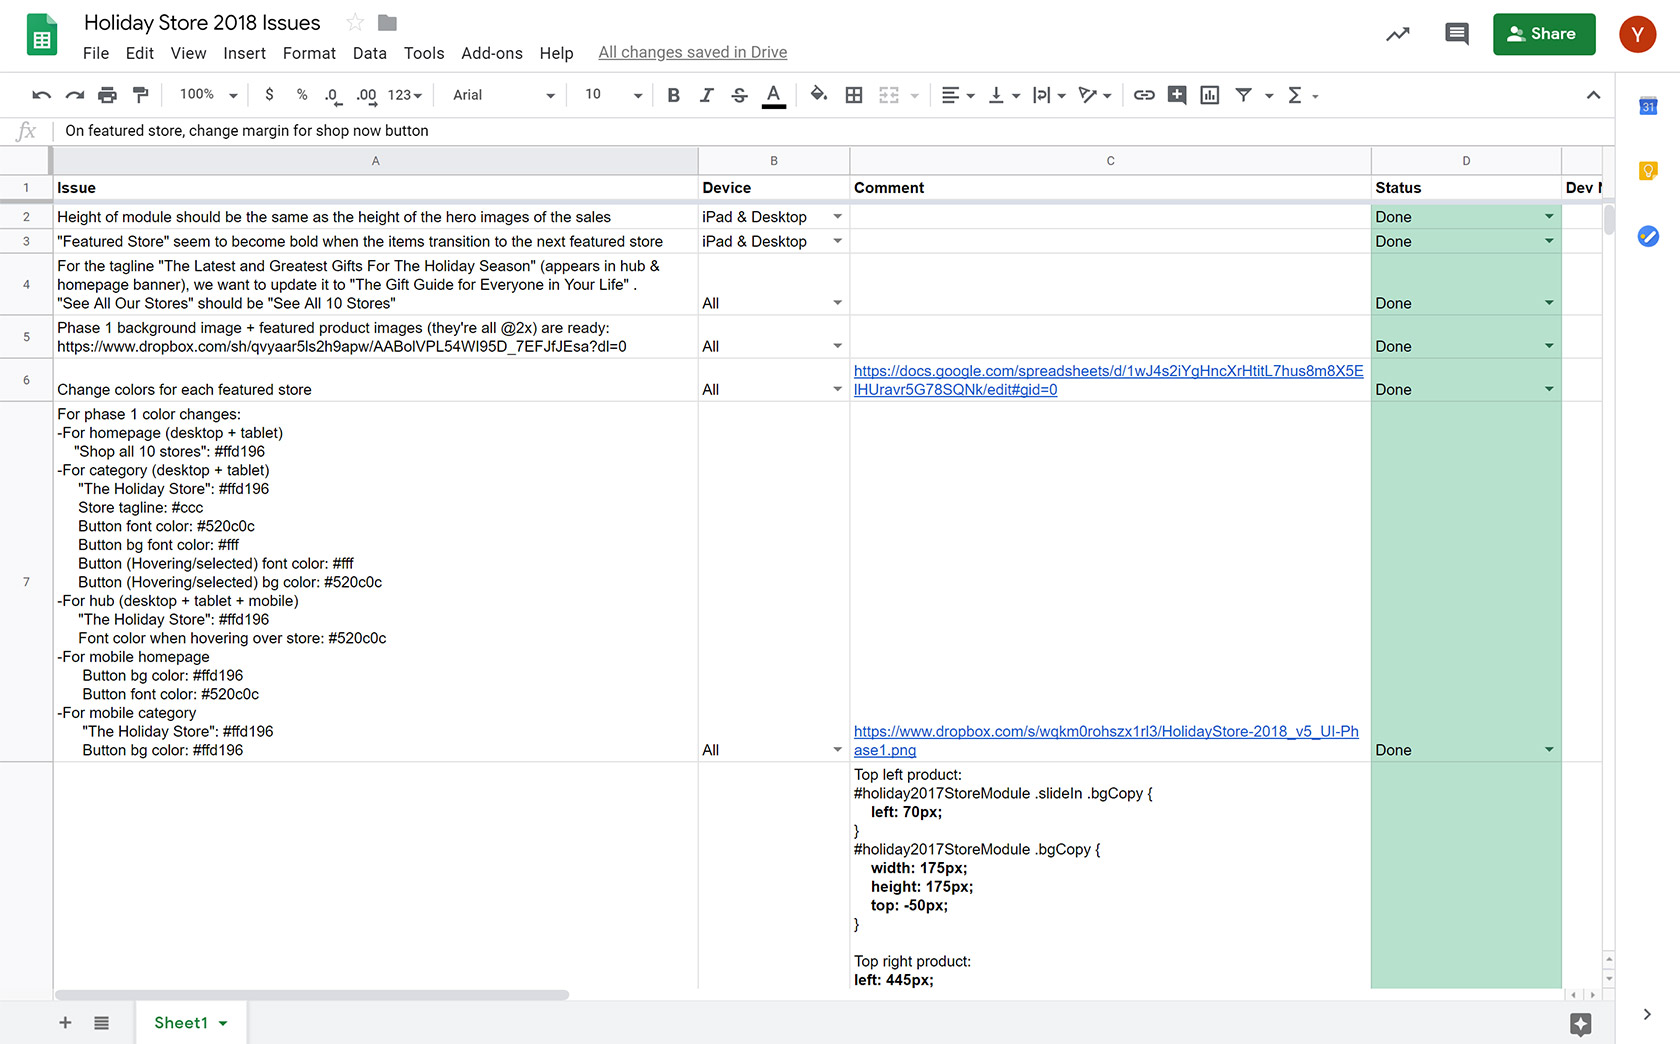 Holiday Store 2018 Issues
File Edit View Insert Format Data Tools Add-ons Help All changes saved in Drive
Share
Y
100% $ % .0 .00 123 Arial 10 B I S A Σ
31
fx On featured store, change margin for shop now button
A B C D
1 Issue Device Comment Status Dev
2 Height of module should be the same as the height of the hero images of the sales iPad & Desktop Done
3 "Featured Store" seem to become bold when the items transition to the next featured store iPad & Desktop Done
For the tagline "The Latest and Greatest Gifts For The Holiday Season" (appears in hub &
4 homepage banner), we want to update it to "The Gift Guide for Everyone in Your Life" .
"See All Our Stores" should be "See All 10 Stores" All Done
Phase 1 background image + featured product images (they're all @2x) are ready:
5 https://www.dropbox.com/sh/qvyaar5ls2h9apw/AABolVPL54WI95D_7EFJfJEsa?dl=0 All Done
https://docs.google.com/spreadsheets/d/1wJ4s2iYgHncXrHtitL7hus8m8X5E
6 Change colors for each featured store All lHUravr5G78SQNk/edit#gid=0 Done
For phase 1 color changes:
-For homepage (desktop + tablet)
"Shop all 10 stores": #ffd196
-For category (desktop + tablet)
"The Holiday Store": #ffd196
Store tagline: #ccc
Button font color: #520c0c
Button bg font color: #fff
Button (Hovering/selected) font color: #fff
7 Button (Hovering/selected) bg color: #520c0c
-For hub (desktop + tablet + mobile)
"The Holiday Store": #ffd196
Font color when hovering over store: #520c0c
-For mobile homepage
Button bg color: #ffd196
Button font color: #520c0c
-For mobile category
"The Holiday Store": #ffd196 https://www.dropbox.com/s/wqkm0rohszx1rl3/HolidayStore-2018_v5_UI-Ph
Button bg color: #ffd196 All ase1.png Done
Top left product:
#holiday2017StoreModule .slideIn .bgCopy {
left: 70px;
}
#holiday2017StoreModule .bgCopy {
width: 175px;
height: 175px;
top: -50px;
}
Top right product:
left: 445px;
Sheet1